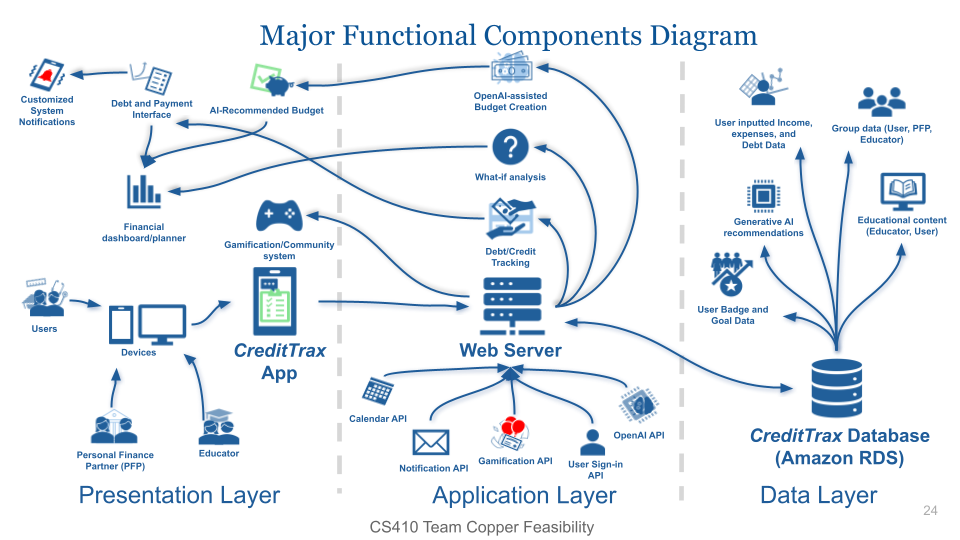 Major Functional Components Diagram
Customized
System
Notifications
Debt and Payment
Interface
AI-Recommended Budget
OpenAI-assisted
Budget Creation
User inputted Income,
expenses, and
Debt Data
Group data (User, PFP,
Educator)
What-if analysis
Financial
dashboard/planner
Gamification/Community
system
Debt/Credit
Tracking
Generative AI
recommendations
Educational content
(Educator, User)
Users
Devices
CreditTrax
App
Web Server
User Badge and
Goal Data
Personal Finance
Partner (PFP)
Educator
Calendar API
Notification API
Gamification API
User Sign-in
API
OpenAI API
CreditTrax Database
(Amazon RDS)
Presentation Layer
Application Layer
Data Layer
24
CS410 Team Copper Feasibility